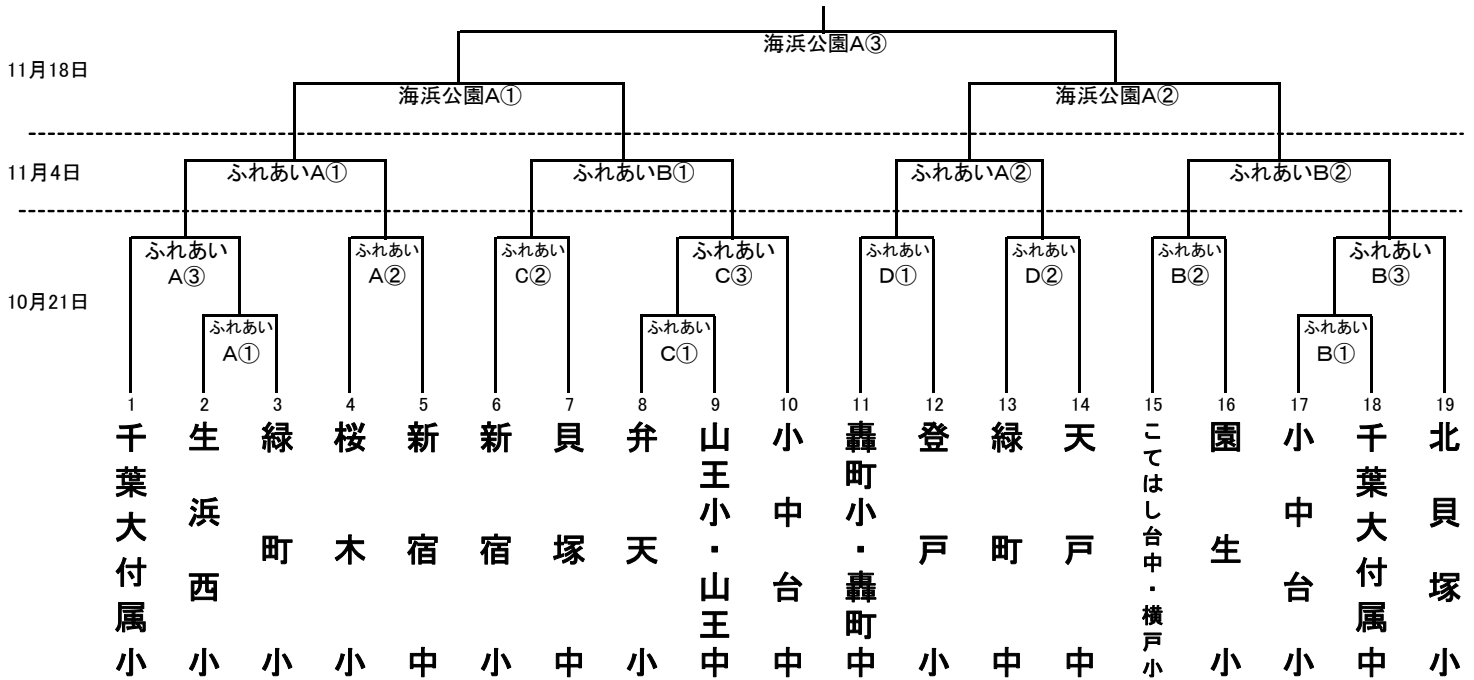 海浜公園A③
11月18日
海浜公園A①
海浜公園A②
11月4日
ふれあいA①
ふれあいB①
ふれあいA②
ふれあいB②
10月21日
ふれあい
A③
ふれあい
A②
ふれあい
C②
ふれあい
C③
ふれあい
D①
ふれあい
D②
ふれあい
B②
ふれあい
B③
ふれあい
A①
ふれあい
C①
ふれあい
B①
1
千葉大付属小
2
生浜西小
3
緑町小
4
桜木小
5
新宿中
6
新宿小
7
貝塚中
8
弁天小
9
山王小・山王中
10
小中台中
11
轟町小・轟町中
12
登戸小
13
緑町中
14
天戸中
15
こてはし台中・横戸小
16
園生小
17
小中台小
18
千葉大付属中
19
北貝塚小